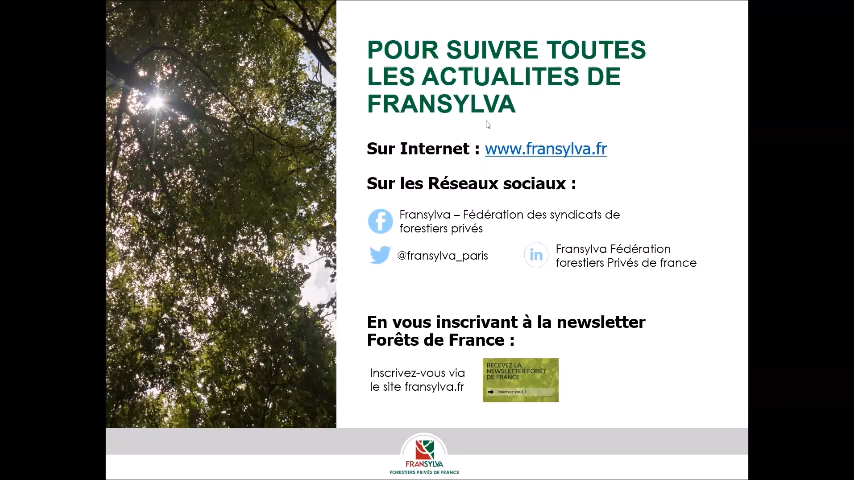 POUR SUIVRE TOUTES
LES ACTUALITES DE
FRANSYLVA
Sur Internet : www.fransylva.fr
Sur les Réseaux sociaux :
Fransylva – Fédération des syndicats de
forestiers privés
@fransylva_paris
Fransylva Fédération
forestiers Privés de france
En vous inscrivant à la newsletter
Forêts de France :
Inscrivez-vous via
le site fransylva.fr
RECEVEZ LA
NEWSLETTER FORÊT
DE FRANCE
FRANSYLVA
FORESTIERS PRIVÉS DE FRANCE